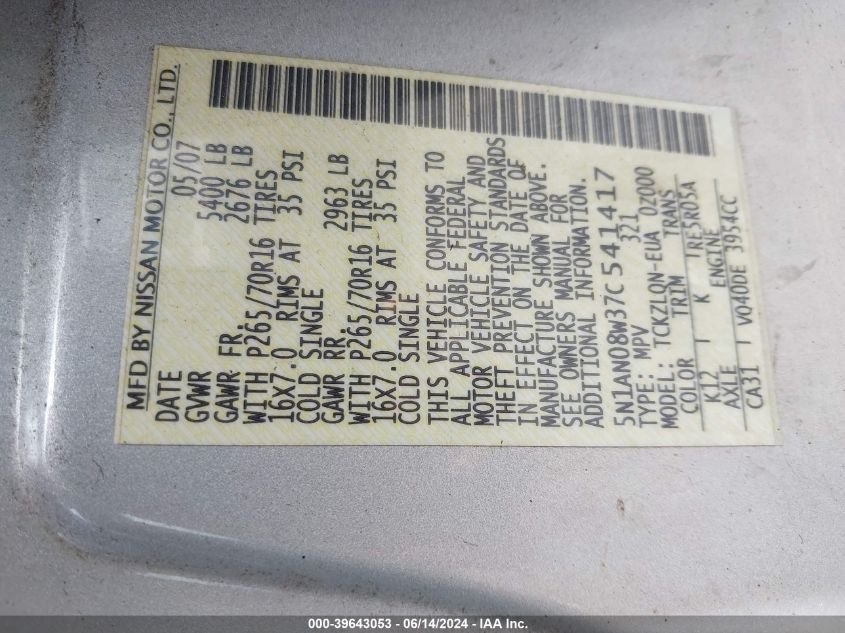 MFD BY NISSAN MOTOR CO., LTD.
DATE 05/07
GVWR 5400 LB
GAWR FR. 2676 LB
WITH P265/70R16 TIRES
16X7.0 RIMS AT 35 PSI
COLD SINGLE
GAWR RR. 2963 LB
WITH P265/70R16 TIRES
16X7.0 RIMS AT 35 PSI
COLD SINGLE
THIS VEHICLE CONFORMS TO
ALL APPLICABLE FEDERAL
MOTOR VEHICLE SAFETY AND
THEFT PREVENTION STANDARDS
IN EFFECT ON THE DATE OF
MANUFACTURE SHOWN ABOVE.
SEE OWNERS MANUAL FOR
ADDITIONAL INFORMATION.
5N1AN08W37C541417
TYPE: MPV 321
MODEL: TCKZLQN-EUA 02000
COLOR TRIM TRANS
K12 K TRE5R05A
AXLE ENGINE
CA31 VQ40DE 3954CC
000-39643053 - 06/14/2024 - IAA Inc.